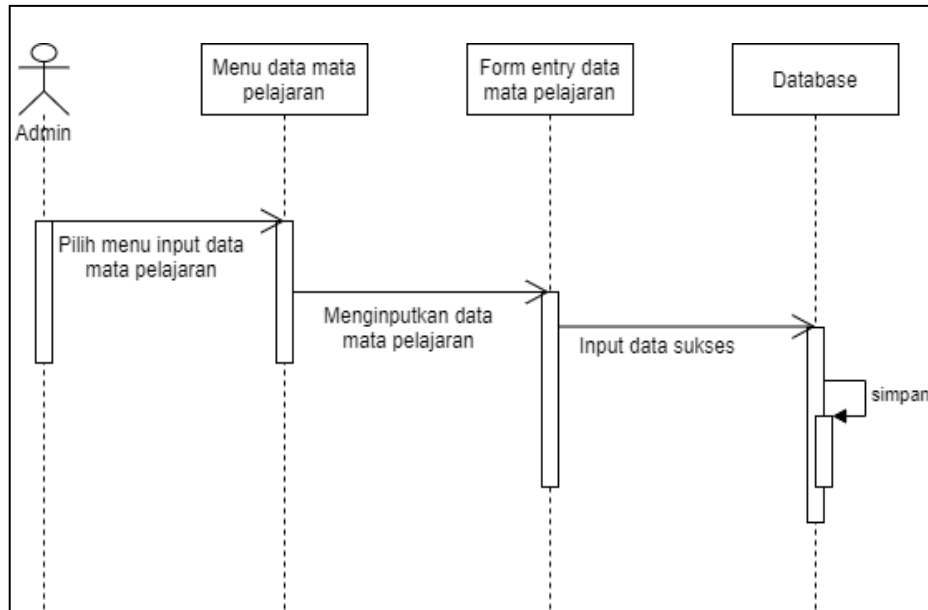 Menu data mata
pelajaran
Form entry data
mata pelajaran
Database
Admin
Pilih menu input data
mata pelajaran
Menginputkan data
mata pelajaran
Input data sukses
simpan